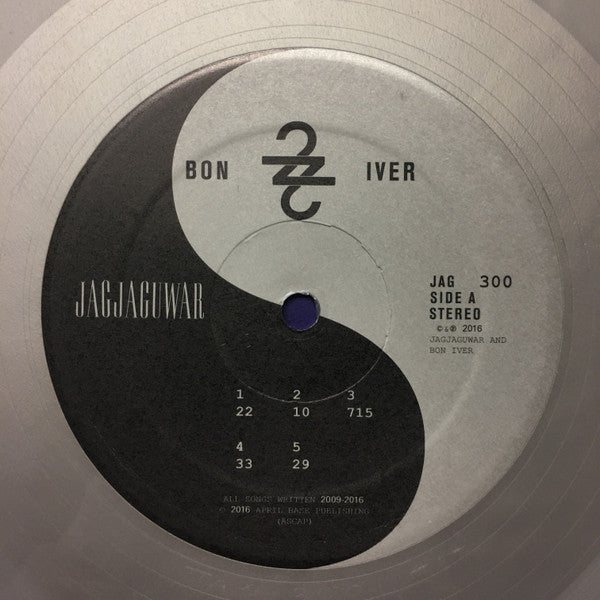 BON IVER
JAGJAGUWAR
JAG 300
SIDE A
STEREO
©&℗ 2016
JAGJAGUWAR AND
BON IVER
1 2 3
22 10 715
4 5
33 29
ALL SONGS WRITTEN 2009-2016
© 2016 APRIL BASE PUBLISHING
(ASCAP)